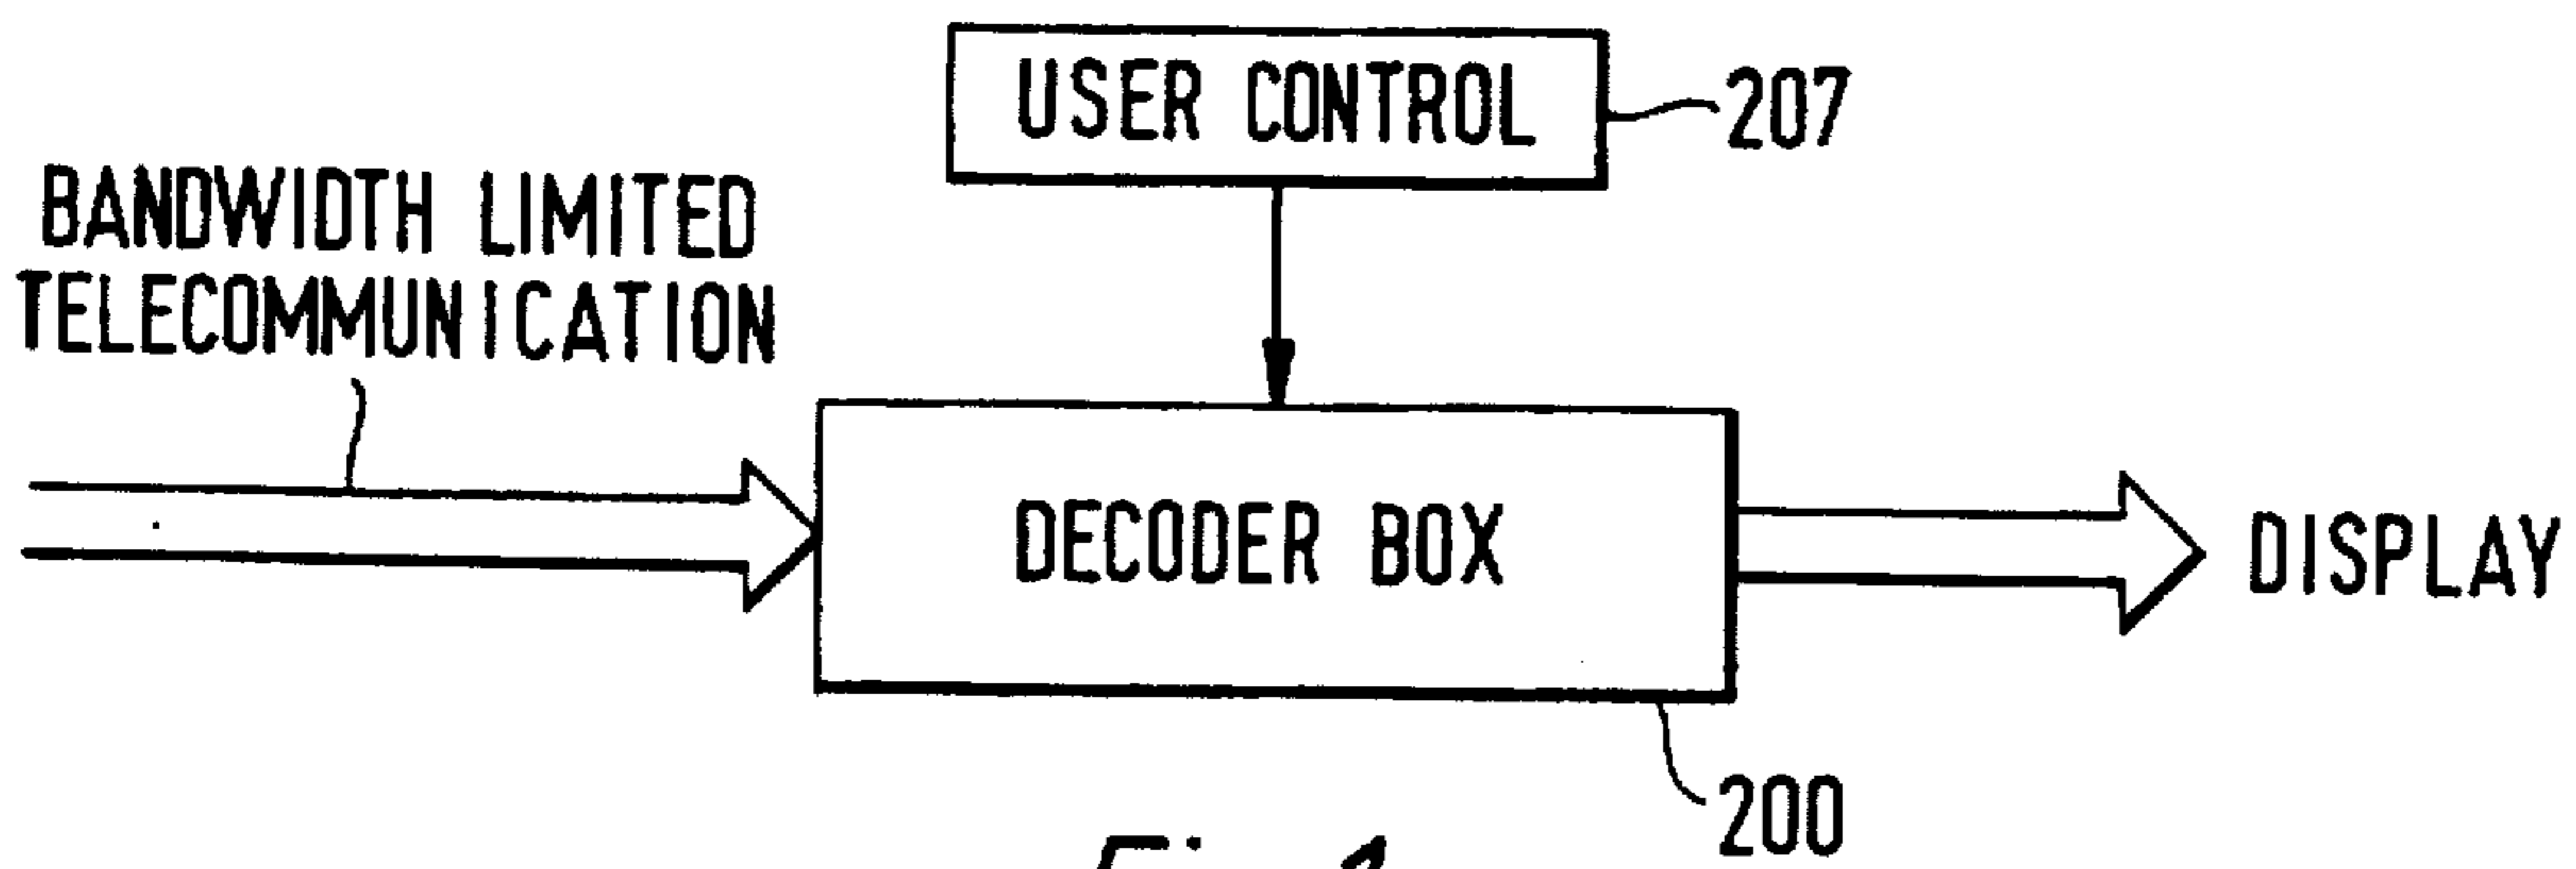 USER CONTROL
207
BANDWIDTH LIMITED
TELECOMMUNICATION
DECODER BOX
DISPLAY
200